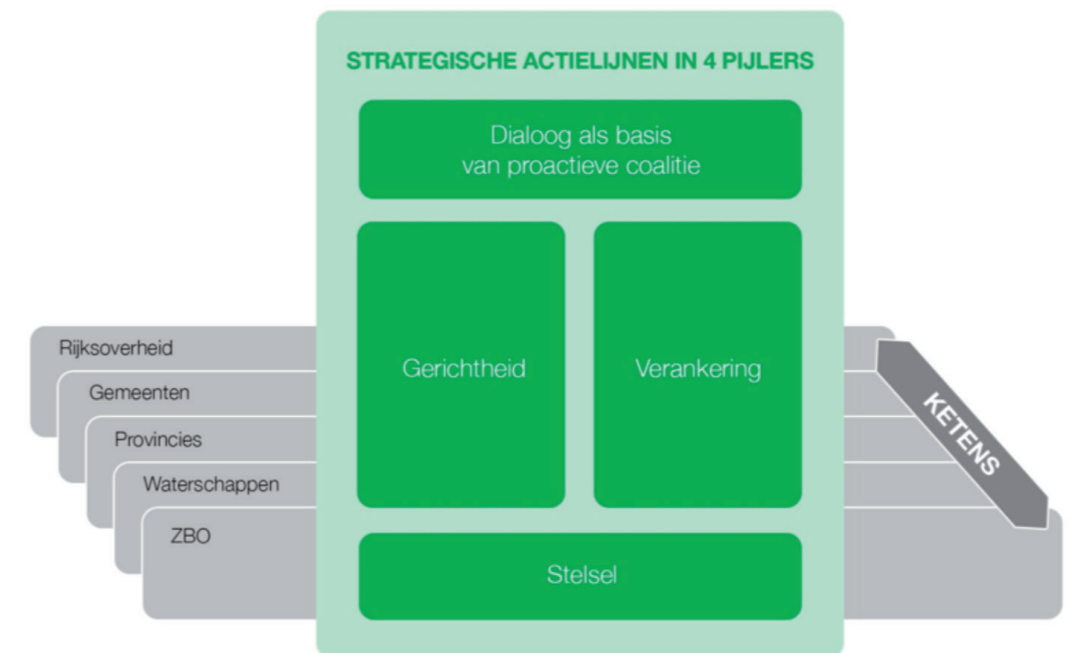 STRATEGISCHE ACTIELIJNEN IN 4 PIJLERS
Dialoog als basis
van proactieve coalitie
Gerichtheid
Verankering
Stelsel
Rijksoverheid
Gemeenten
Provincies
Waterschappen
ZBO
KETENS